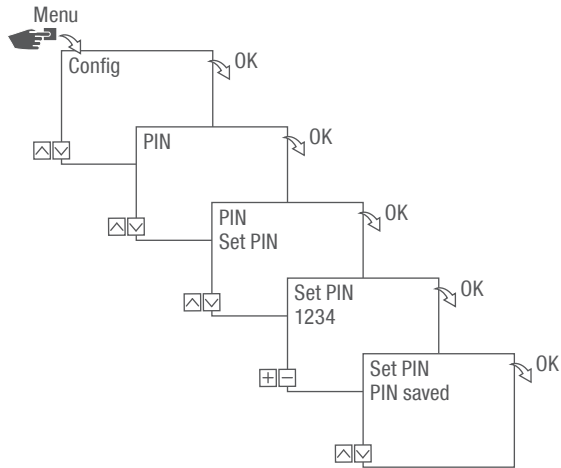 Menu
Config
OK
PIN
OK
PIN
Set PIN
OK
Set PIN
1234
OK
Set PIN
PIN saved
OK